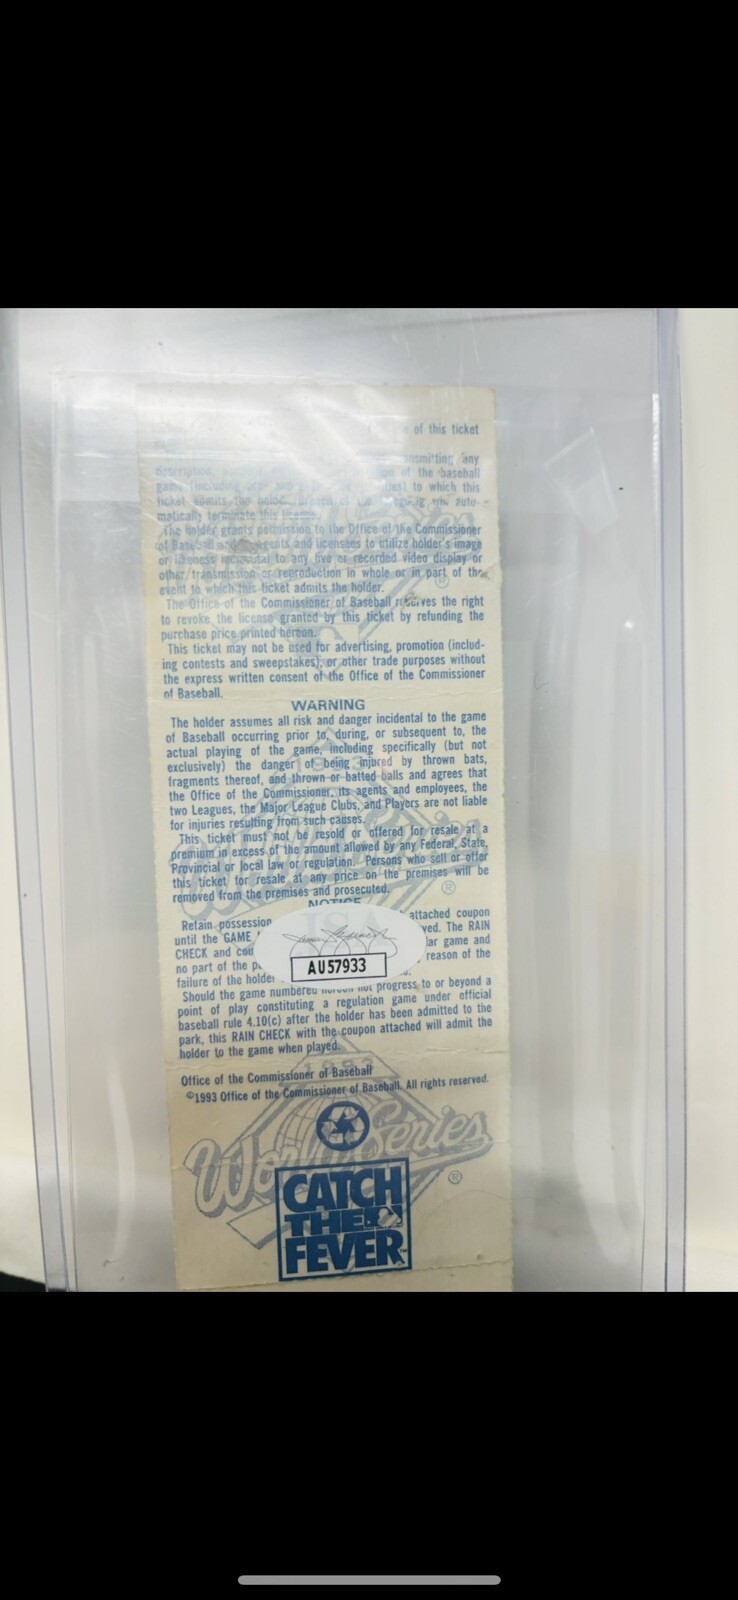 of this ticket
ansmitting any
description,
of the baseball
game (including
to which this
ticket admits the
auto-
matically terminate this
The holder grants permission to the Office of the Commissioner
of Baseball and
agents and licensees to utilize holder's image
or likeness incidental to any live or recorded video display or
other transmission or reproduction in whole or in part of the
event to which this ticket admits the holder.
The Office of the Commissioner of Baseball reserves the right
to revoke the license granted by this ticket by refunding the
purchase price printed hereon.
This ticket may not be used for advertising, promotion (includ-
ing contests and sweepstakes), or other trade purposes without
the express written consent of the Office of the Commissioner
of Baseball.
WARNING
The holder assumes all risk and danger incidental to the game
of Baseball occurring prior to, during, or subsequent to, the
actual playing of the game, including specifically (but not
exclusively) the danger of being injured by thrown bats,
fragments thereof, and thrown or batted balls and agrees that
the Office of the Commissioner, its agents and employees, the
two Leagues, the Major League Clubs, and Players are not liable
for injuries resulting from such causes.
This ticket must not be resold or offered for resale at a
premium in excess of the amount allowed by any Federal, State,
Provincial or local law or regulation. Persons who sell or offer
this ticket for resale at any price on the premises will be
removed from the premises and prosecuted.
NOTICE
Retain possession
attached coupon
until the GAME
ved. The RAIN
CHECK and cou
lar game and
no part of the p
reason of the
failure of the holder
JSA
AU57933
Should the game numbered hereon not progress to or beyond a
point of play constituting a regulation game under official
baseball rule 4.10(c) after the holder has been admitted to the
park, this RAIN CHECK with the coupon attached will admit the
holder to the game when played.
Office of the Commissioner of Baseball
©1993 Office of the Commissioner of Baseball. All rights reserved.
1993
World Series®
CATCH
THE
FEVER™